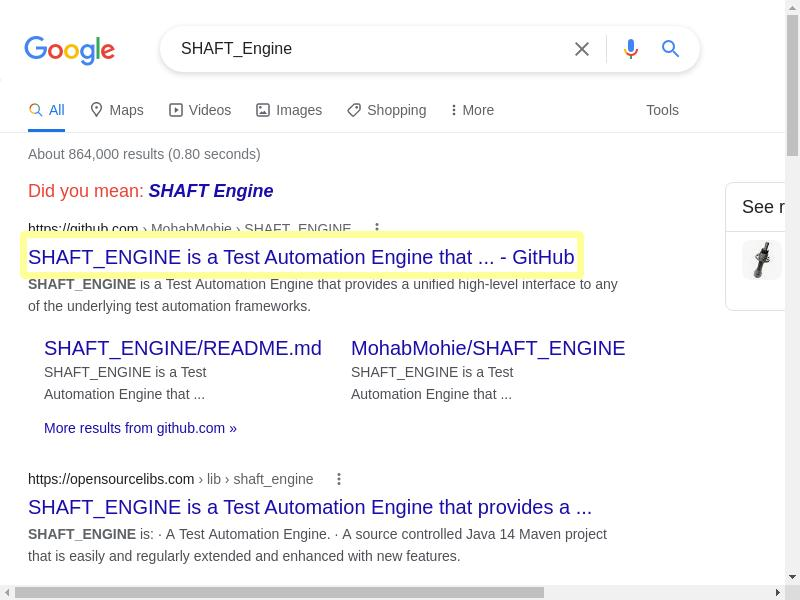 Google
SHAFT_Engine
All Maps Videos Images Shopping More Tools
About 864,000 results (0.80 seconds)
Did you mean: SHAFT Engine
https://github.com › MohabMohie › SHAFT_ENGINE
SHAFT_ENGINE is a Test Automation Engine that ... - GitHub
SHAFT_ENGINE is a Test Automation Engine that provides a unified high-level interface to any
of the underlying test automation frameworks.
SHAFT_ENGINE/README.md
SHAFT_ENGINE is a Test
Automation Engine that ...
MohabMohie/SHAFT_ENGINE
SHAFT_ENGINE is a Test
Automation Engine that ...
More results from github.com »
https://opensourcelibs.com › lib › shaft_engine
SHAFT_ENGINE is a Test Automation Engine that provides a ...
SHAFT_ENGINE is: · A Test Automation Engine. · A source controlled Java 14 Maven project
that is easily and regularly extended and enhanced with new features.
See r